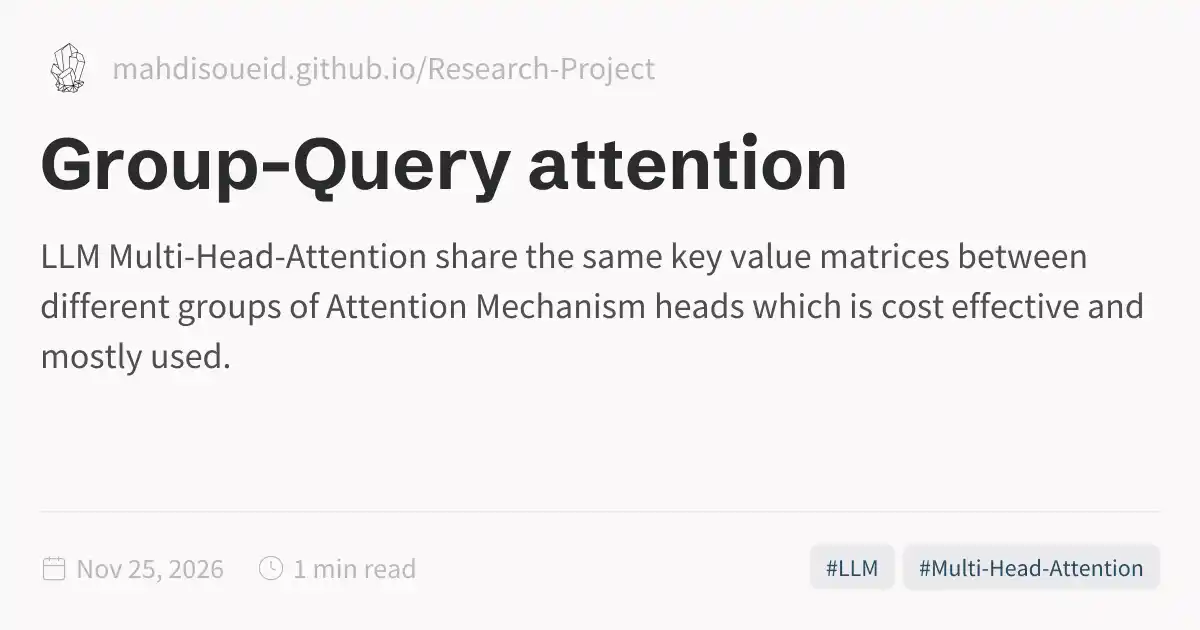 mahdisoueid.github.io/Research-Project
Group-Query attention
LLM Multi-Head-Attention share the same key value matrices between
different groups of Attention Mechanism heads which is cost effective and
mostly used.
Nov 25, 2026 1 min read #LLM #Multi-Head-Attention